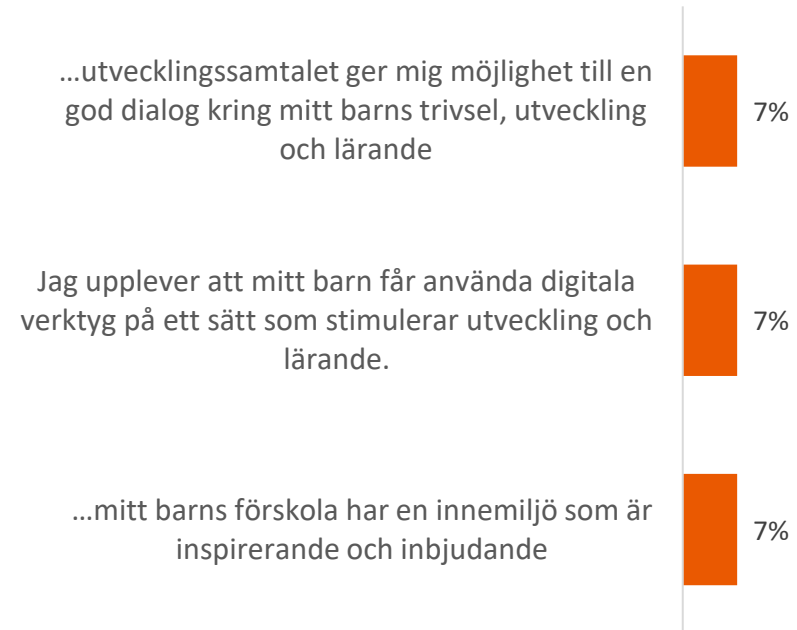 …utvecklingssamtalet ger mig möjlighet till en
god dialog kring mitt barns trivsel, utveckling
och lärande
7%
Jag upplever att mitt barn får använda digitala
verktyg på ett sätt som stimulerar utveckling och
lärande.
7%
…mitt barns förskola har en innemiljö som är
inspirerande och inbjudande
7%